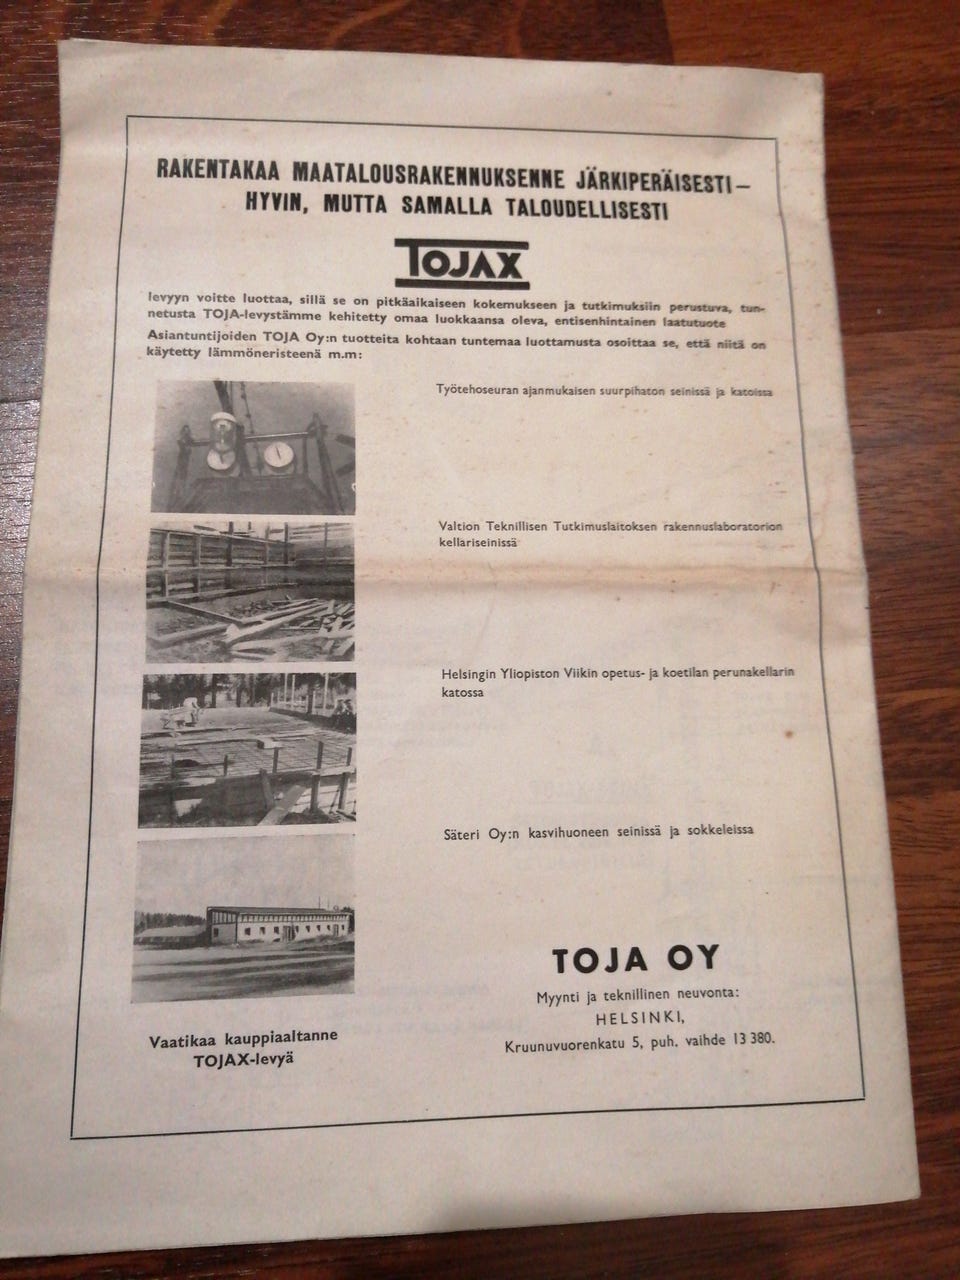 RAKENTAKAA MAATALOUSRAKENNUKSENNE JÄRKIPERÄISESTI –
HYVIN, MUTTA SAMALLA TALOUDELLISESTI
TOJAX
levyyn voitte luottaa, sillä se on pitkäaikaiseen kokemukseen ja tutkimuksiin perustuva, tun-
netusta TOJA-levystämme kehitetty omaa luokkaansa oleva, entisenhintainen laatutuote
Asiantuntijoiden TOJA Oy:n tuotteita kohtaan tuntemaa luottamusta osoittaa se, että niitä on
käytetty lämmöneristeenä m.m:
Työtehoseuran ajanmukaisen suurpihaton seinissä ja katoissa
Valtion Teknillisen Tutkimuslaitoksen rakennuslaboratorion
kellariseinissä
Helsingin Yliopiston Viikin opetus- ja koetilan perunakellarin
katossa
Säteri Oy:n kasvihuoneen seinissä ja sokkeleissa
Vaatikaa kauppiaaltanne
TOJAX-levyä
TOJA OY
Myynti ja teknillinen neuvonta:
HELSINKI,
Kruunuvuorenkatu 5, puh. vaihde 13 380.